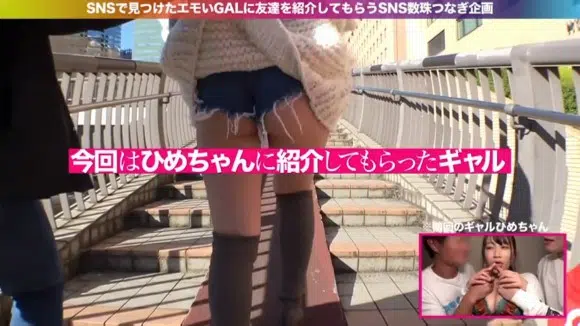 SNSで見つけたエモいGALに友達を紹介してもらうSNS数珠つなぎ企画
今回はひめちゃんに紹介してもらったギャル
前回のギャルひめちゃん